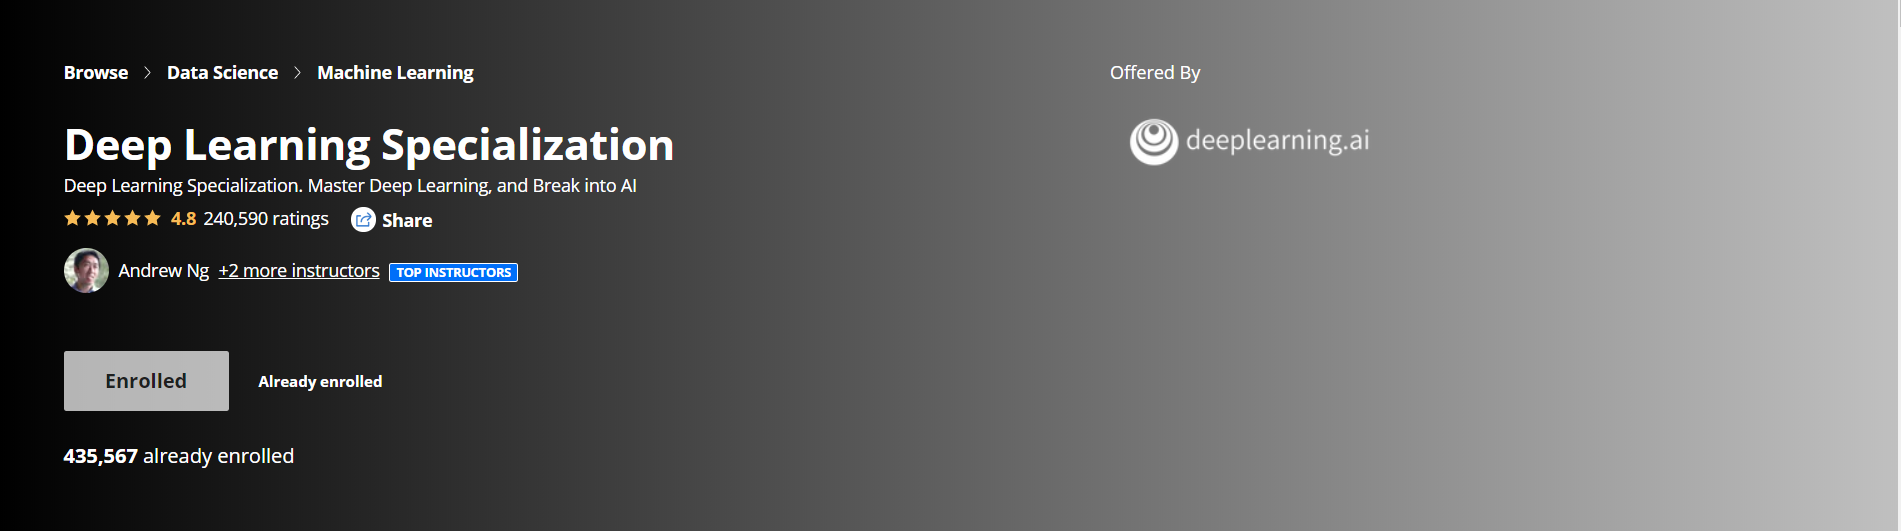 Browse > Data Science > Machine Learning
Offered By
deeplearning.ai
Deep Learning Specialization
Deep Learning Specialization. Master Deep Learning, and Break into AI
4.8 240,590 ratings Share
Andrew Ng +2 more instructors TOP INSTRUCTORS
Enrolled Already enrolled
435,567 already enrolled